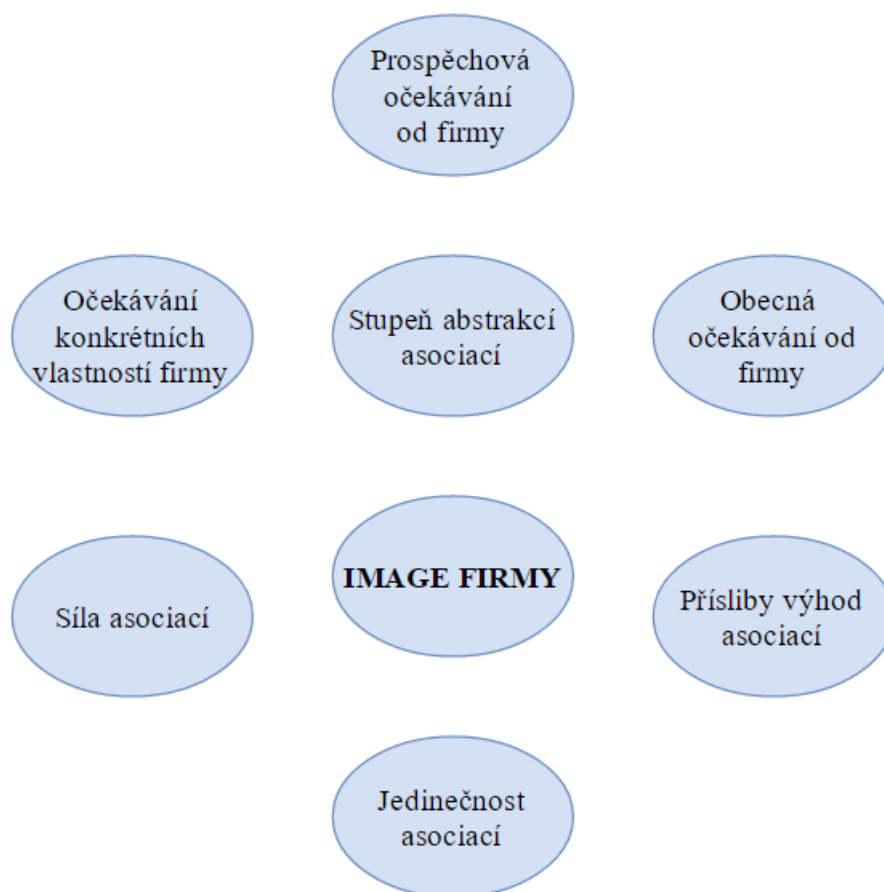 Prospěchová
očekávání
od firmy
Očekávání
konkrétních
vlastností firmy
Stupeň abstrakcí
asociací
Obecná
očekávání od
firmy
Síla asociací
IMAGE FIRMY
Přísliby výhod
asociací
Jedinečnost
asociací